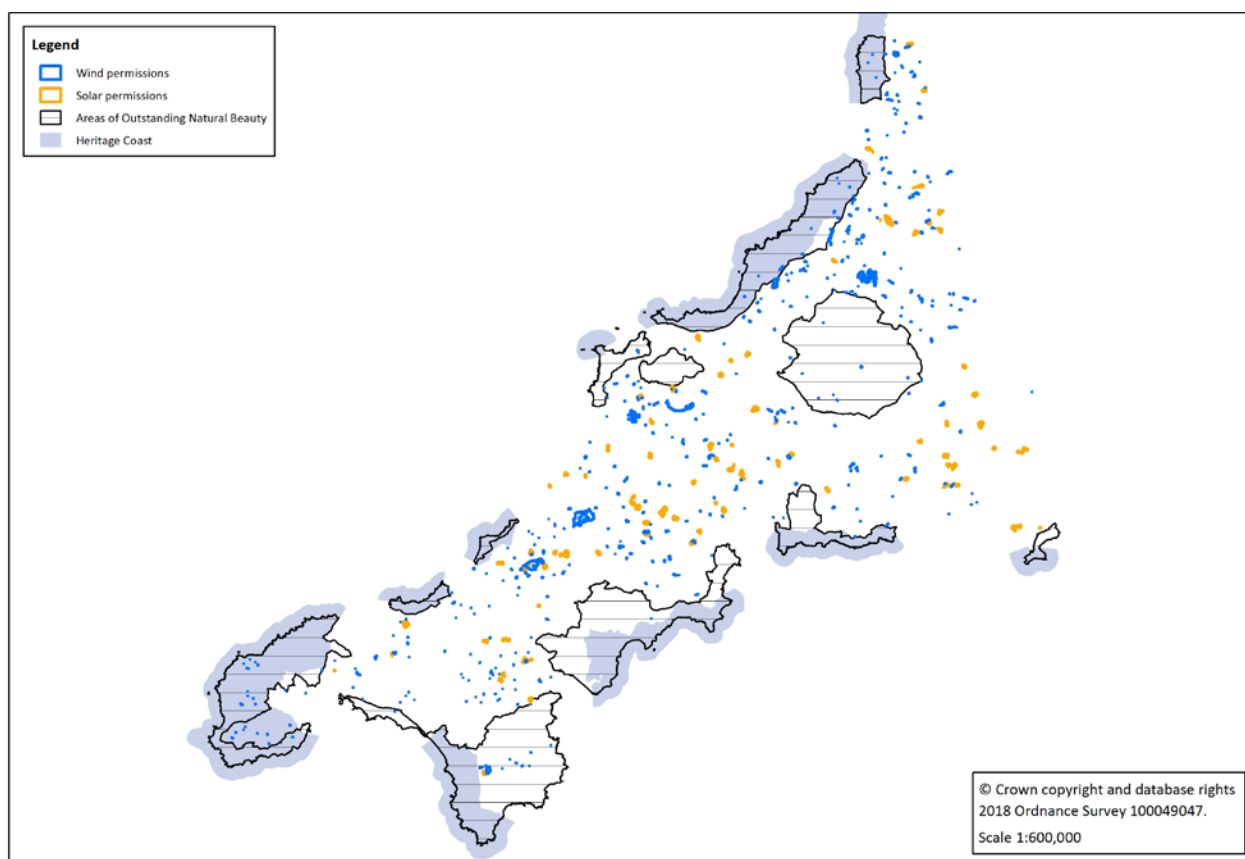 Legend
Wind permissions
Solar permissions
Areas of Outstanding Natural Beauty
Heritage Coast
© Crown copyright and database rights
2018 Ordnance Survey 100049047.
Scale 1:600,000